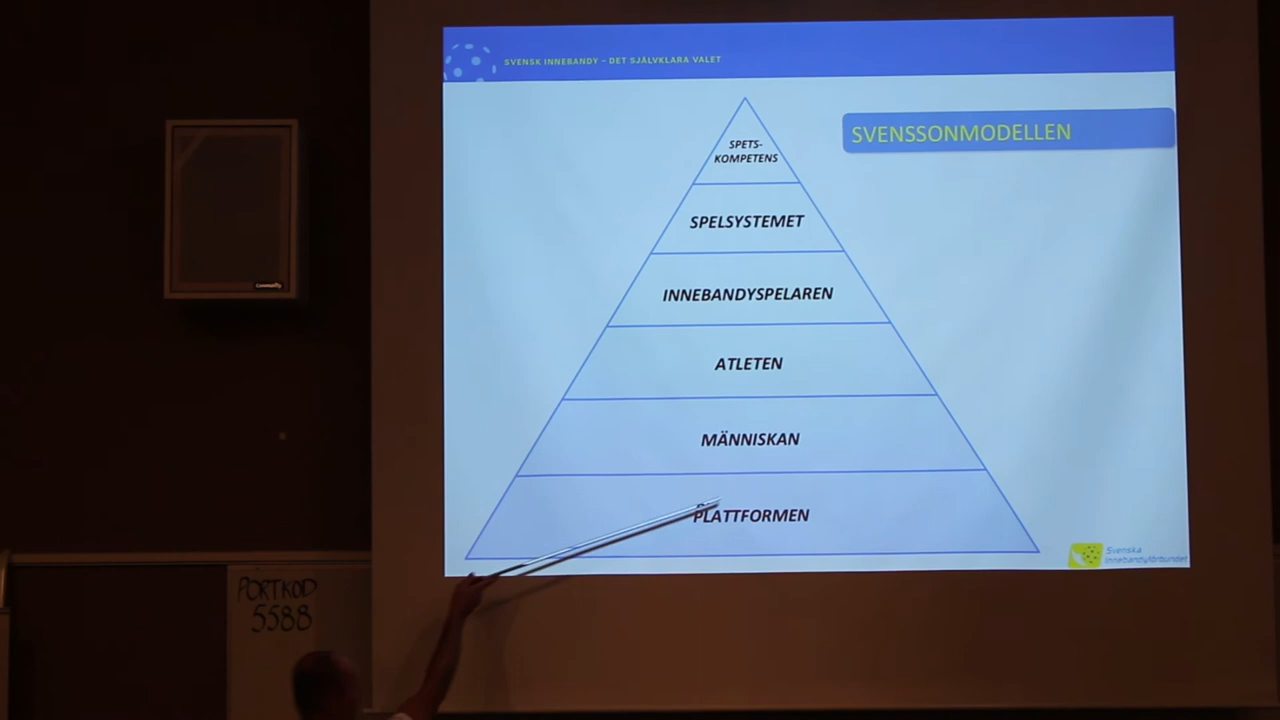 SVENSK INNEBANDY – DET SJÄLVKLARA VALET
SVENSSONMODELLEN
SPETS-
KOMPETENS
SPELSYSTEMET
INNEBANDYSPELAREN
ATLETEN
MÄNNISKAN
PLATTFORMEN
Svenska
Innebandyförbundet
PORTKOD
5588